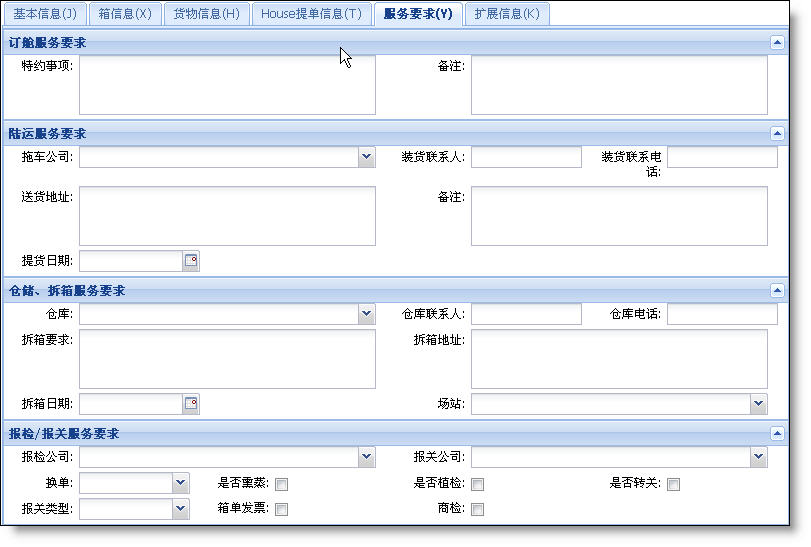 基本信息(J) 箱信息(X) 货物信息(H) House提单信息(T) 服务要求(Y) 扩展信息(K)
订舱服务要求
特约事项: 备注:
陆运服务要求
拖车公司: 装货联系人: 装货联系电
话:
送货地址: 备注:
提货日期:
仓储、拆箱服务要求
仓库: 仓库联系人: 仓库电话:
拆箱要求: 拆箱地址:
拆箱日期: 场站:
报检/报关服务要求
报检公司: 报关公司:
换单: 是否熏蒸: 是否植检: 是否转关:
报关类型: 箱单发票: 商检: